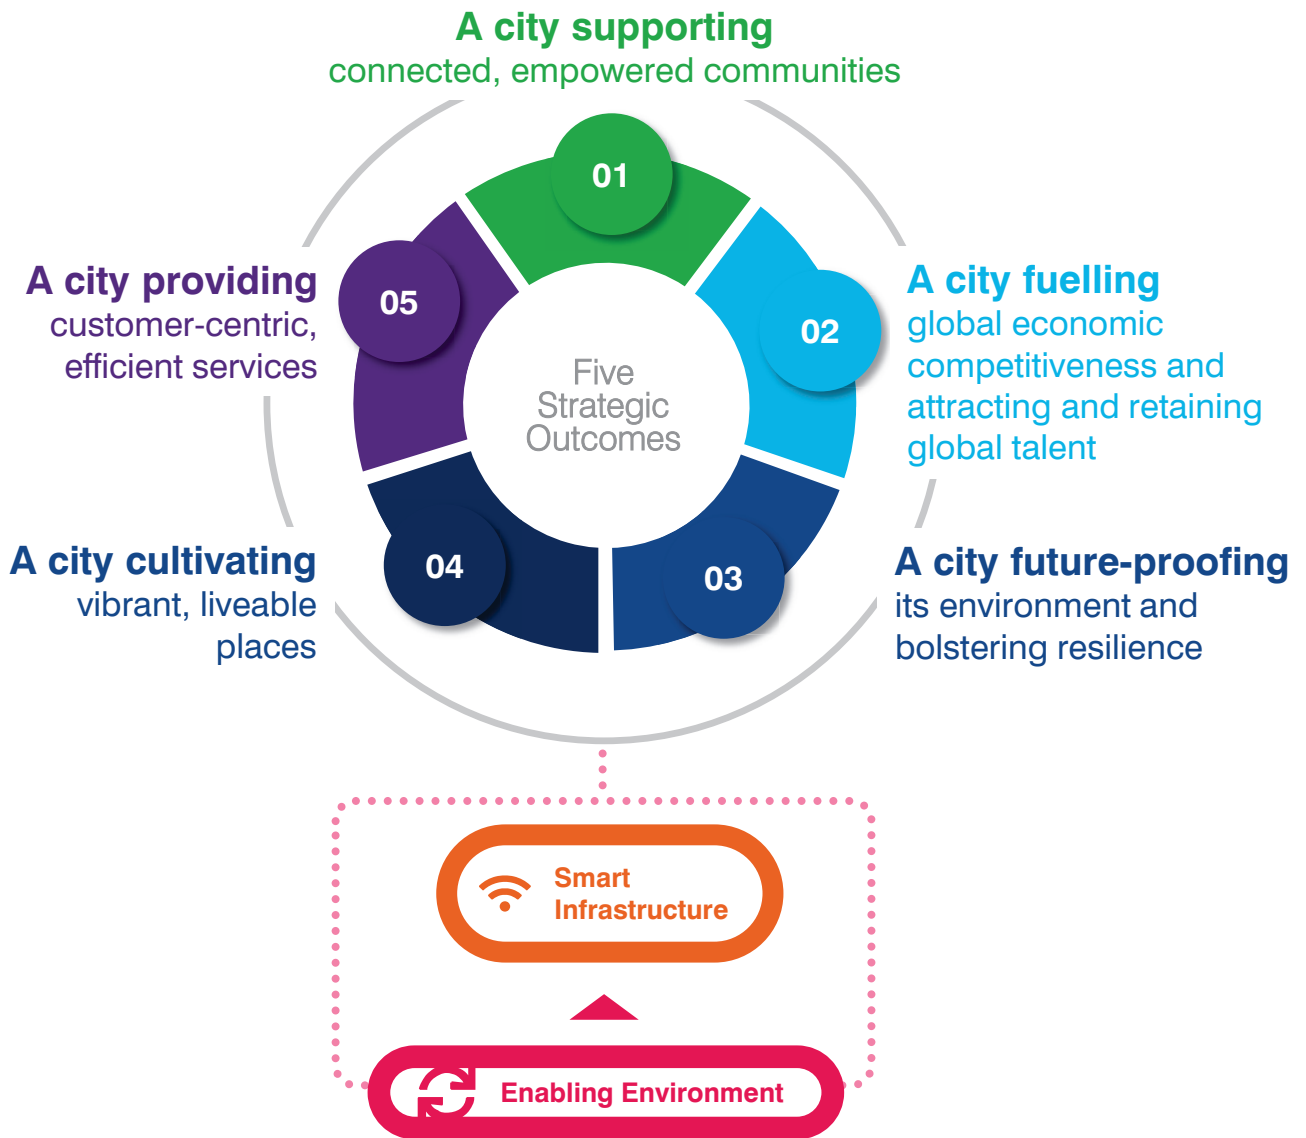 A city supporting
connected, empowered communities
01
A city providing
customer-centric,
efficient services
05
02
A city fuelling
global economic
competitiveness and
attracting and retaining
global talent
Five
Strategic
Outcomes
A city cultivating
vibrant, liveable
places
04
03
A city future-proofing
its environment and
bolstering resilience
Smart
Infrastructure
Enabling Environment